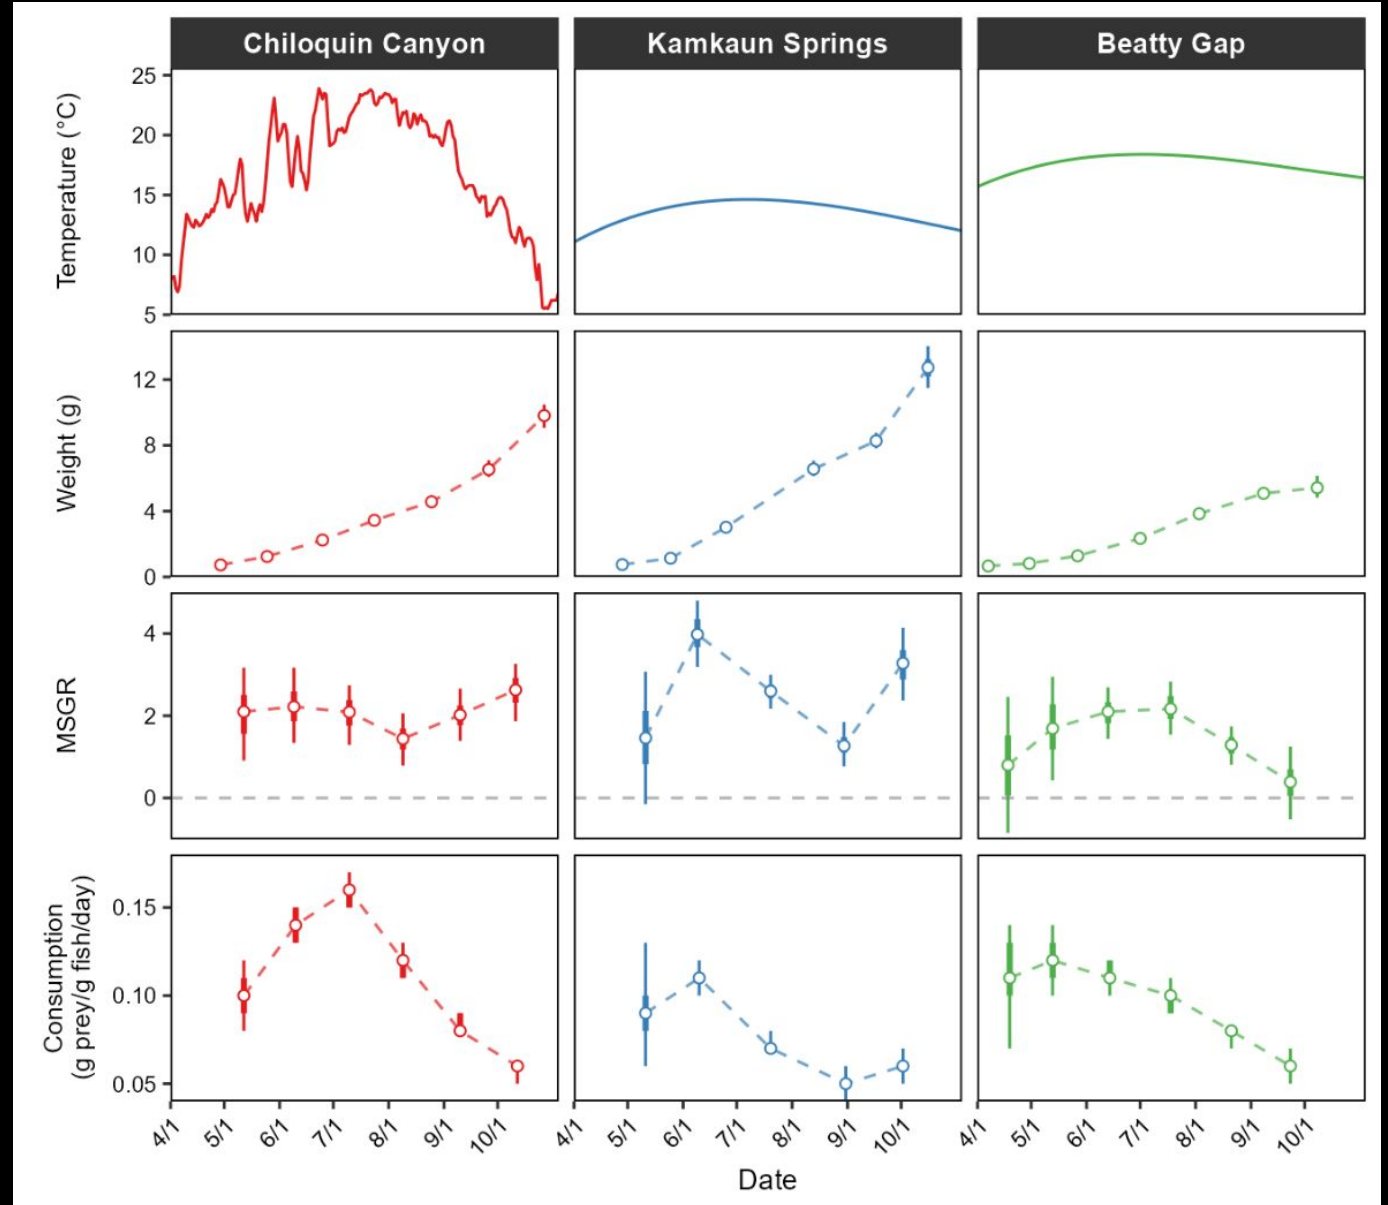 Chiloquin Canyon
Kamkaun Springs
Beatty Gap
Temperature (°C)
25
20
15
10
5
Weight (g)
12
8
4
0
MSGR
4
2
0
Consumption
(g prey/g fish/day)
0.15
0.10
0.05
4/1 5/1 6/1 7/1 8/1 9/1 10/1
4/1 5/1 6/1 7/1 8/1 9/1 10/1
4/1 5/1 6/1 7/1 8/1 9/1 10/1
Date